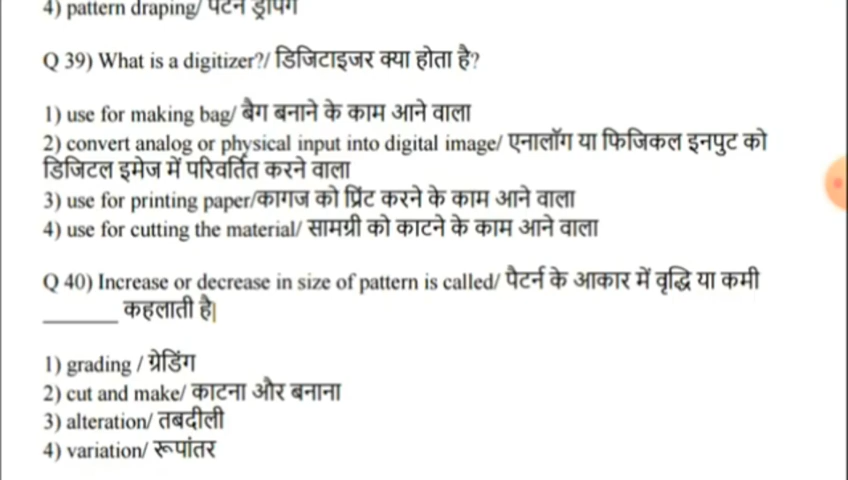 4) pattern draping/ पैटर्न ड्रेपिंग
Q 39) What is a digitizer?/ डिजिटाइजर क्या होता है?
1) use for making bag/ बैग बनाने के काम आने वाला
2) convert analog or physical input into digital image/ एनालॉग या फिजिकल इनपुट को
डिजिटल इमेज में परिवर्तित करने वाला
3) use for printing paper/कागज को प्रिंट करने के काम आने वाला
4) use for cutting the material/ सामग्री को काटने के काम आने वाला
Q 40) Increase or decrease in size of pattern is called/ पैटर्न के आकार में वृद्धि या कमी
_______ कहलाती है|
1) grading / ग्रेडिंग
2) cut and make/ काटना और बनाना
3) alteration/ तबदीली
4) variation/ रूपांतर